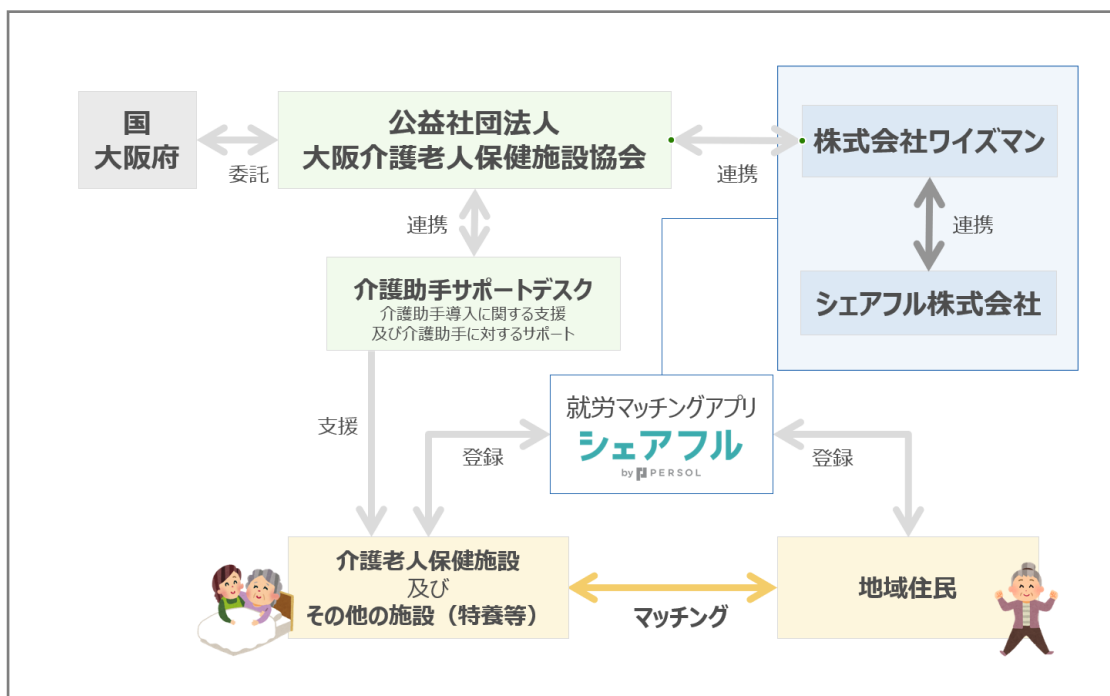 国
大阪府
委託
公益社団法人
大阪介護老人保健施設協会
連携
株式会社ワイズマン
連携
シェアフル株式会社
連携
介護助手サポートデスク
介護助手導入に関する支援
及び介護助手に対するサポート
支援
就労マッチングアプリ
シェアフル
by PERSOL
登録
登録
介護老人保健施設
及び
その他の施設（特養等）
マッチング
地域住民